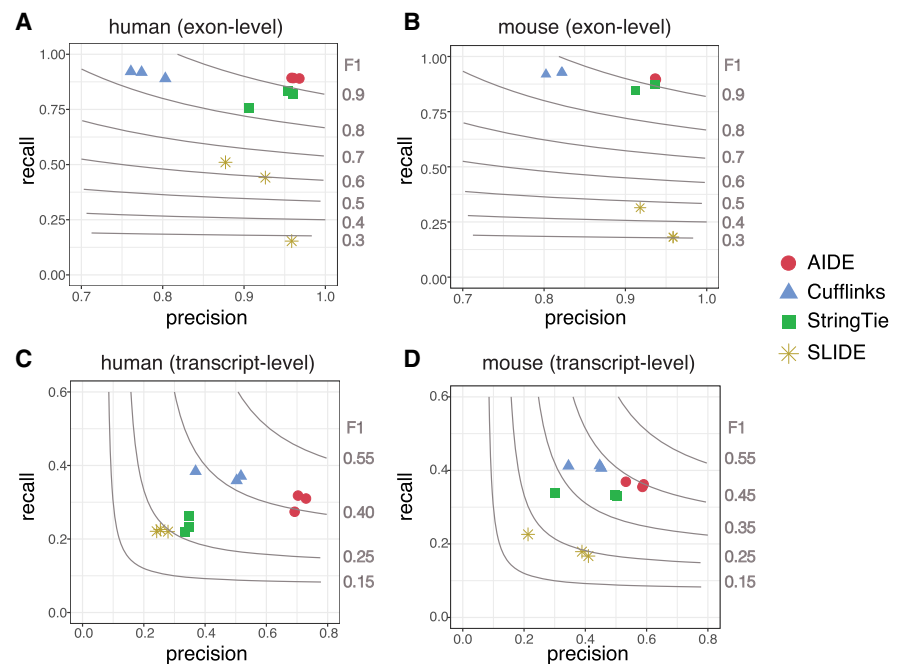 A human (exon-level)
B mouse (exon-level)
1.00
0.75
0.50
0.25
0.00
recall
0.7 0.8 0.9 1.0
precision
F1
0.9
0.8
0.7
0.6
0.5
0.4
0.3
1.00
0.75
0.50
0.25
0.00
recall
0.7 0.8 0.9 1.0
precision
F1
0.9
0.8
0.7
0.6
0.5
0.4
0.3
AIDE
Cufflinks
StringTie
SLIDE
C human (transcript-level)
D mouse (transcript-level)
0.6
0.4
0.2
0.0
recall
0.0 0.2 0.4 0.6 0.8
precision
F1
0.55
0.40
0.25
0.15
0.6
0.4
0.2
0.0
recall
0.0 0.2 0.4 0.6 0.8
precision
F1
0.55
0.45
0.35
0.25
0.15